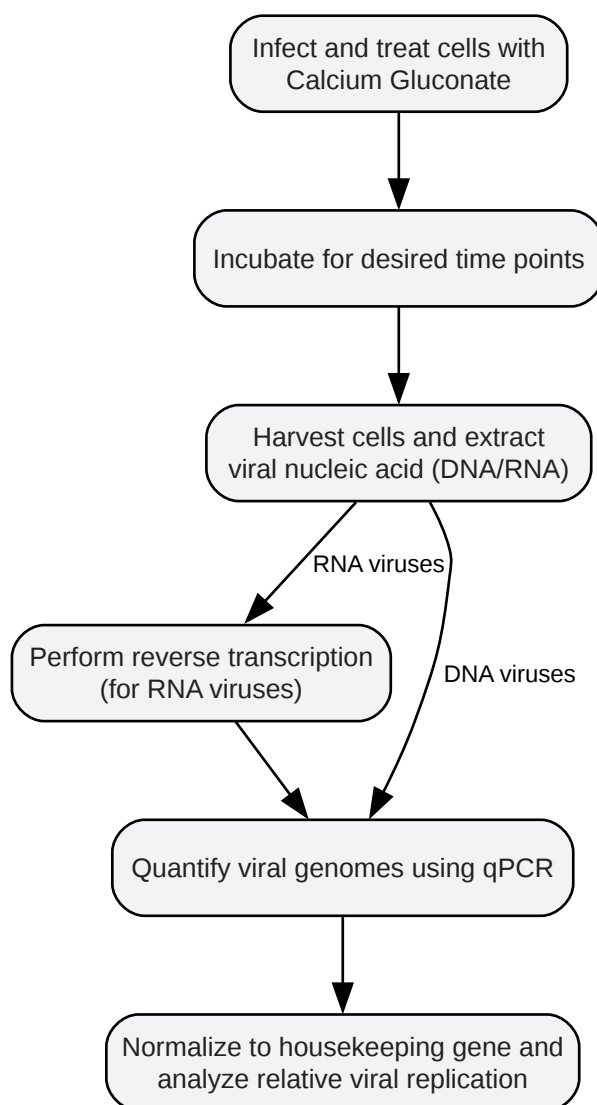 Infect and treat cells with
Calcium Gluconate
Incubate for desired time points
Harvest cells and extract
viral nucleic acid (DNA/RNA)
RNA viruses
Perform reverse transcription
(for RNA viruses)
DNA viruses
Quantify viral genomes using qPCR
Normalize to housekeeping gene and
analyze relative viral replication